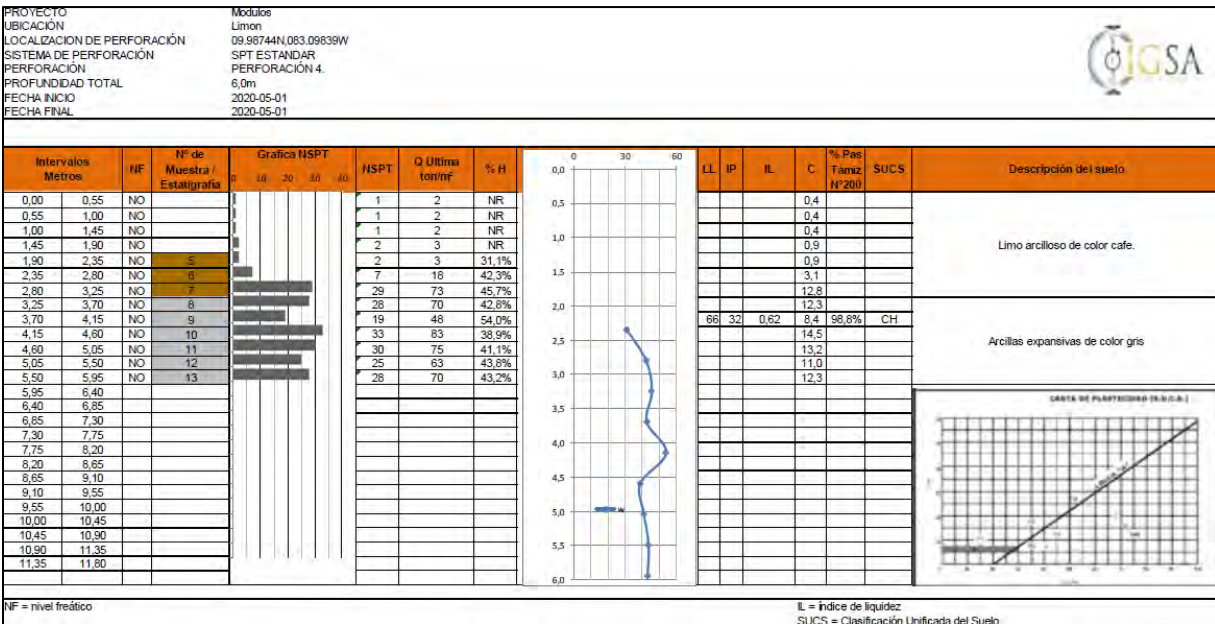 PROYECTO Modulos
UBICACIÓN Limon
LOCALIZACION DE PERFORACIÓN 09.98744N,083.09839W
SISTEMA DE PERFORACIÓN SPT ESTANDAR
PERFORACIÓN PERFORACIÓN 4.
PROFUNDIDAD TOTAL 6,0m
FECHA INICIO 2020-05-01
FECHA FINAL 2020-05-01
IGSA
Intervalos Metros NF N° de Muestra / Estatigrafia Grafica NSPT NSPT Q Ultima ton/m² % H LL IP IL C % Pas Tamiz N°200 SUCS Descripción del suelo
0 10 20 30 40
0 30 60
0,0
0,5
1,0
1,5
2,0
2,5
3,0
3,5
4,0
4,5
5,0
5,5
6,0
0,00 0,55 NO 1 2 NR 0,4
0,55 1,00 NO 1 2 NR 0,4
1,00 1,45 NO 1 2 NR 0,4
1,45 1,90 NO 2 3 NR 0,9
1,90 2,35 NO 5 2 3 31,1% 0,9
2,35 2,80 NO 6 7 18 42,3% 3,1
2,80 3,25 NO 7 29 73 45,7% 12,8
3,25 3,70 NO 8 28 70 42,8% 12,3
3,70 4,15 NO 9 19 48 54,0% 66 32 0,62 8,4 98,8% CH
4,15 4,60 NO 10 33 83 38,9% 14,5
4,60 5,05 NO 11 30 75 41,1% 13,2
5,05 5,50 NO 12 25 63 43,8% 11,0
5,50 5,95 NO 13 28 70 43,2% 12,3
5,95 6,40
6,40 6,85
6,85 7,30
7,30 7,75
7,75 8,20
8,20 8,65
8,65 9,10
9,10 9,55
9,55 10,00
10,00 10,45
10,45 10,90
10,90 11,35
11,35 11,80
Limo arcilloso de color cafe.
Arcillas expansivas de color gris
CARTA DE PLASTICIDAD (S.U.C.S.)
NF = nivel freático
IL = índice de liquidez
SUCS = Clasificación Unificada del Suelo